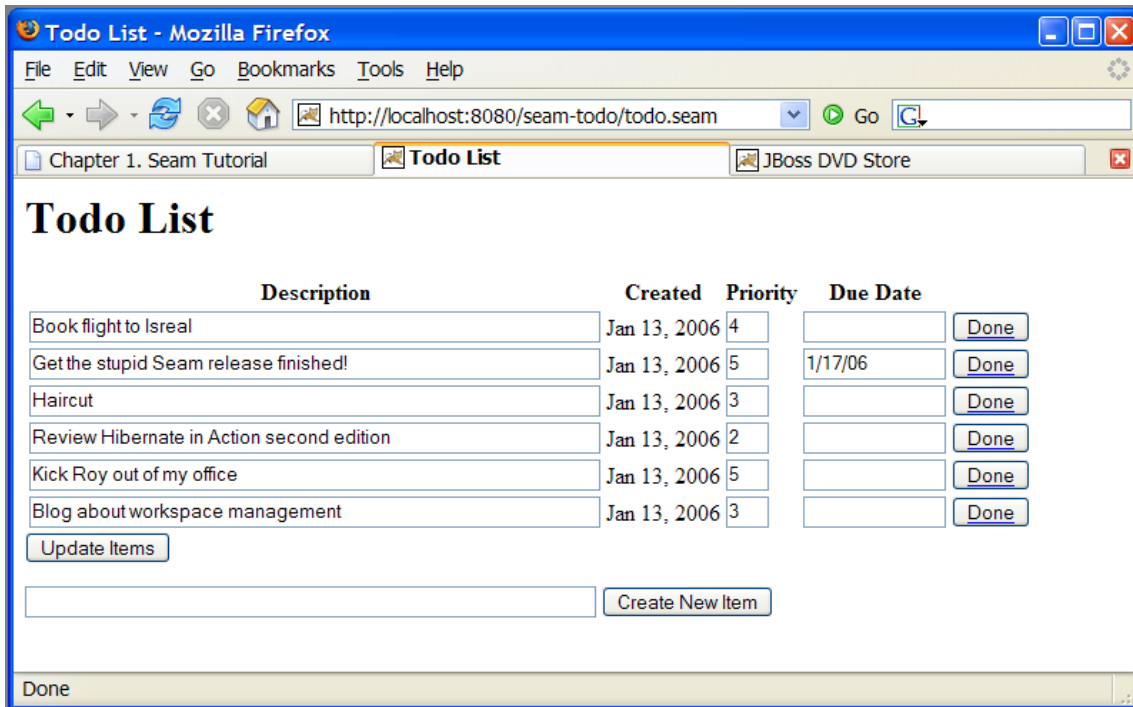 Todo List - Mozilla Firefox
File Edit View Go Bookmarks Tools Help
http://localhost:8080/seam-todo/todo.seam Go G
Chapter 1. Seam Tutorial Todo List JBoss DVD Store
Todo List
Description Created Priority Due Date
Book flight to Isreal Jan 13, 2006 4 Done
Get the stupid Seam release finished! Jan 13, 2006 5 1/17/06 Done
Haircut Jan 13, 2006 3 Done
Review Hibernate in Action second edition Jan 13, 2006 2 Done
Kick Roy out of my office Jan 13, 2006 5 Done
Blog about workspace management Jan 13, 2006 3 Done
Update Items
Create New Item
Done